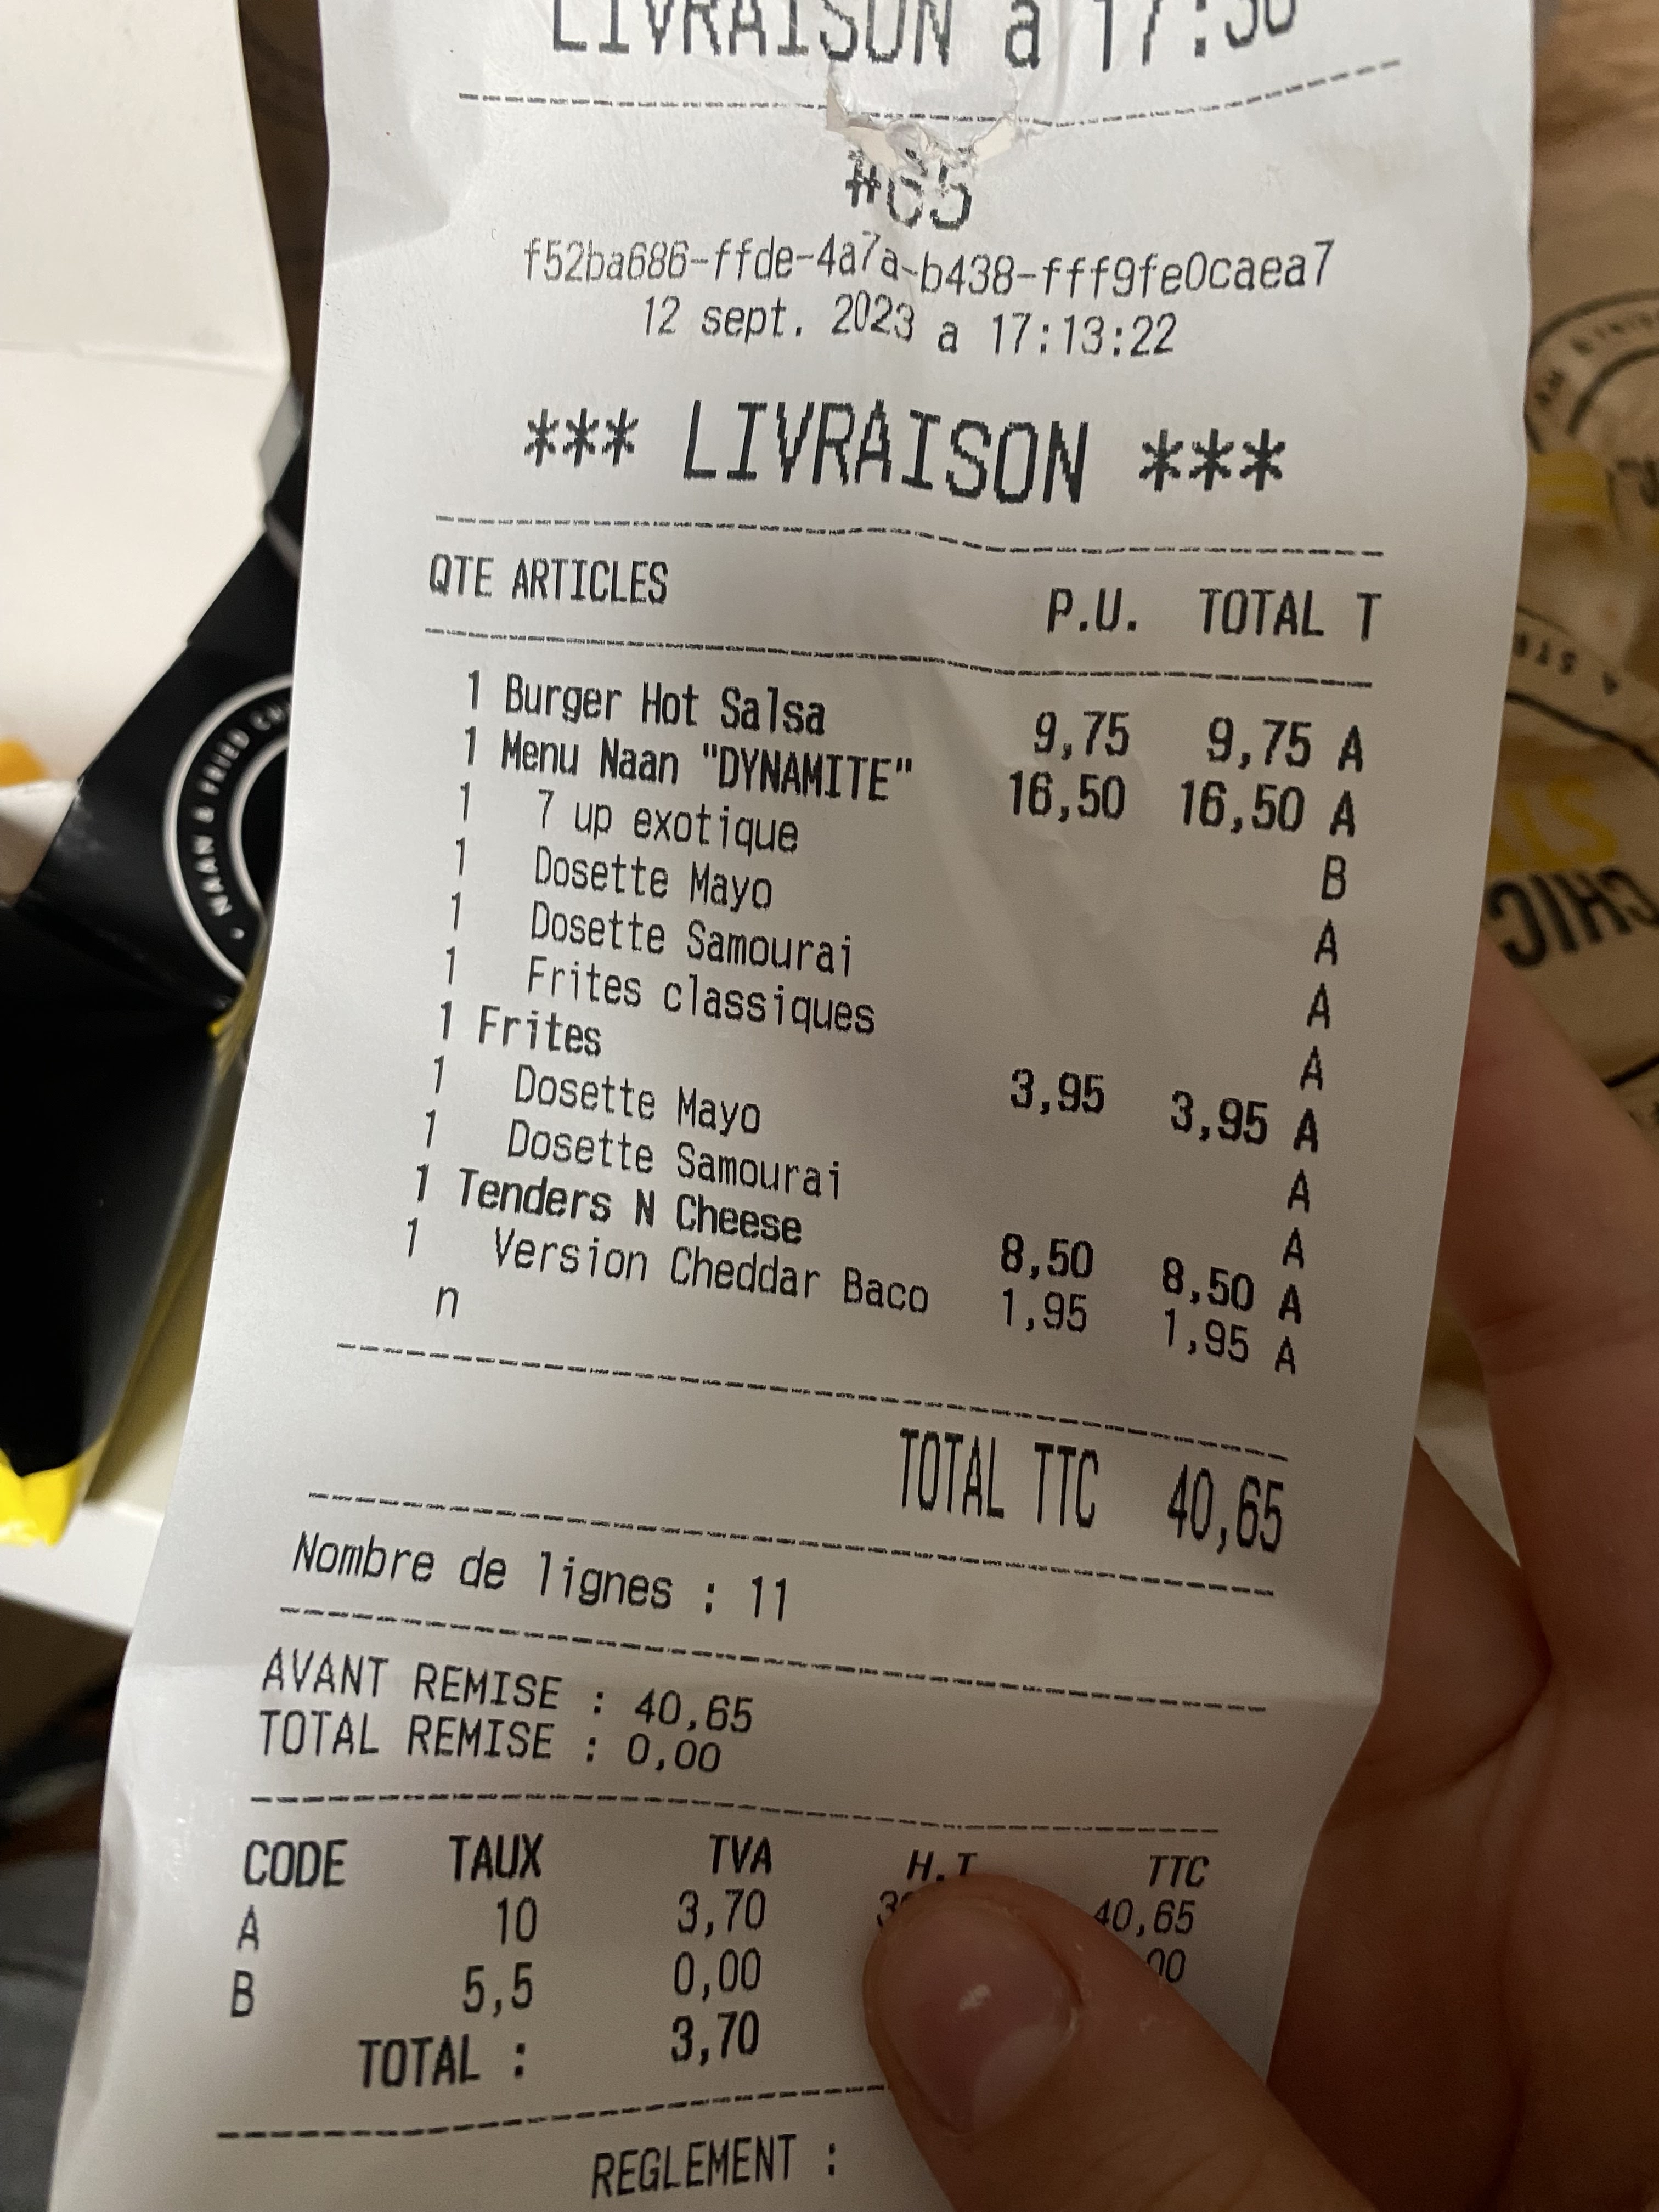 LIVRAISON a 17:30
#65
f52ba686-ffde-4a7a-b438-fff9fe0caea7
12 sept. 2023 a 17:13:22
*** LIVRAISON ***
QTE ARTICLES P.U. TOTAL T
1 Burger Hot Salsa 9,75 9,75 A
1 Menu Naan "DYNAMITE" 16,50 16,50 A
1 7 up exotique B
1 Dosette Mayo A
1 Dosette Samourai A
1 Frites classiques A
1 Frites 3,95 3,95 A
1 Dosette Mayo A
1 Dosette Samourai A
1 Tenders N Cheese 8,50 8,50 A
1 Version Cheddar Baco 1,95 1,95 A
n
TOTAL TTC 40,65
Nombre de lignes : 11
AVANT REMISE : 40,65
TOTAL REMISE : 0,00
CODE TAUX TVA H.T TTC
A 10 3,70 40,65
B 5,5 0,00
TOTAL : 3,70
REGLEMENT :
NAAN & FRIED
CHIC
A